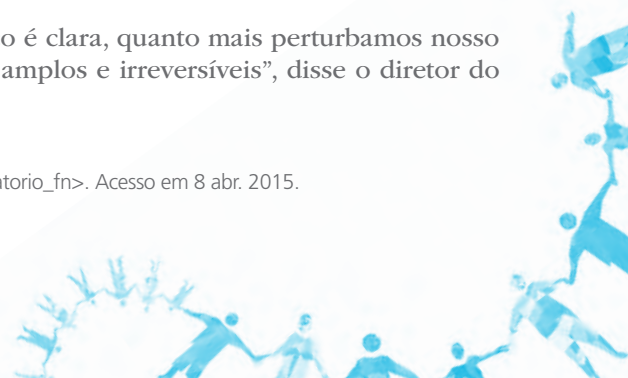 o é clara, quanto mais perturbamos nosso
amplos e irreversíveis”, disse o diretor do
atorio_fn>. Acesso em 8 abr. 2015.